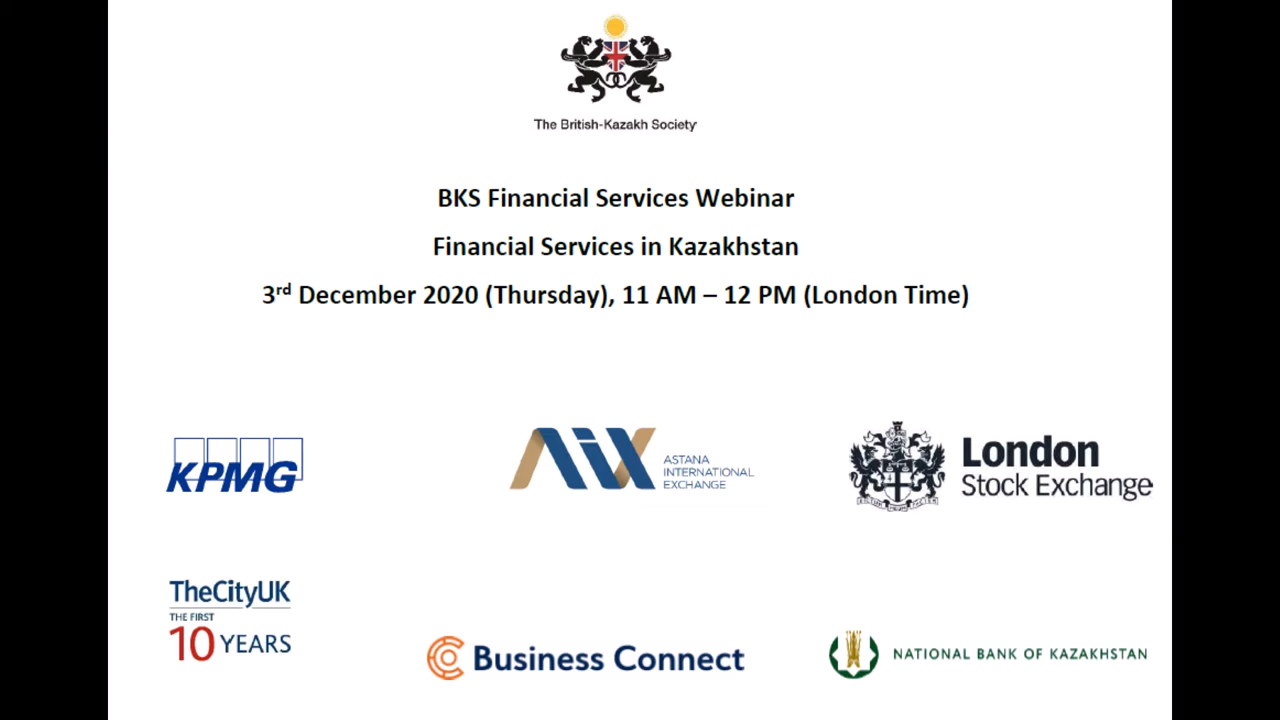 The British-Kazakh Society
BKS Financial Services Webinar
Financial Services in Kazakhstan
3rd December 2020 (Thursday), 11 AM – 12 PM (London Time)
KPMG
AIX
ASTANA
INTERNATIONAL
EXCHANGE
London
Stock Exchange
TheCityUK
THE FIRST
10 YEARS
Business Connect
NATIONAL BANK OF KAZAKHSTAN